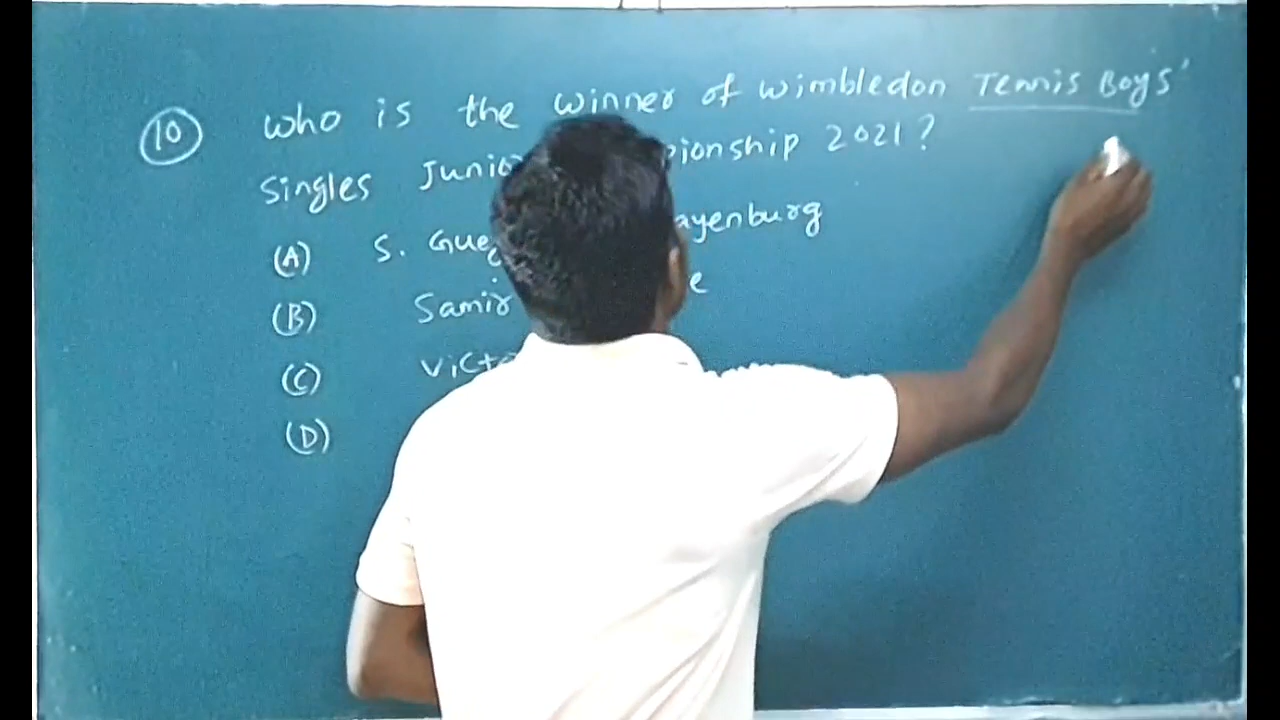 10 Who is the winner of wimbledon Tennis Boys'
Singles Junio pionship 2021?
(A) S. Gue ayenburg
(B) Samir e
(C) Vict
(D)